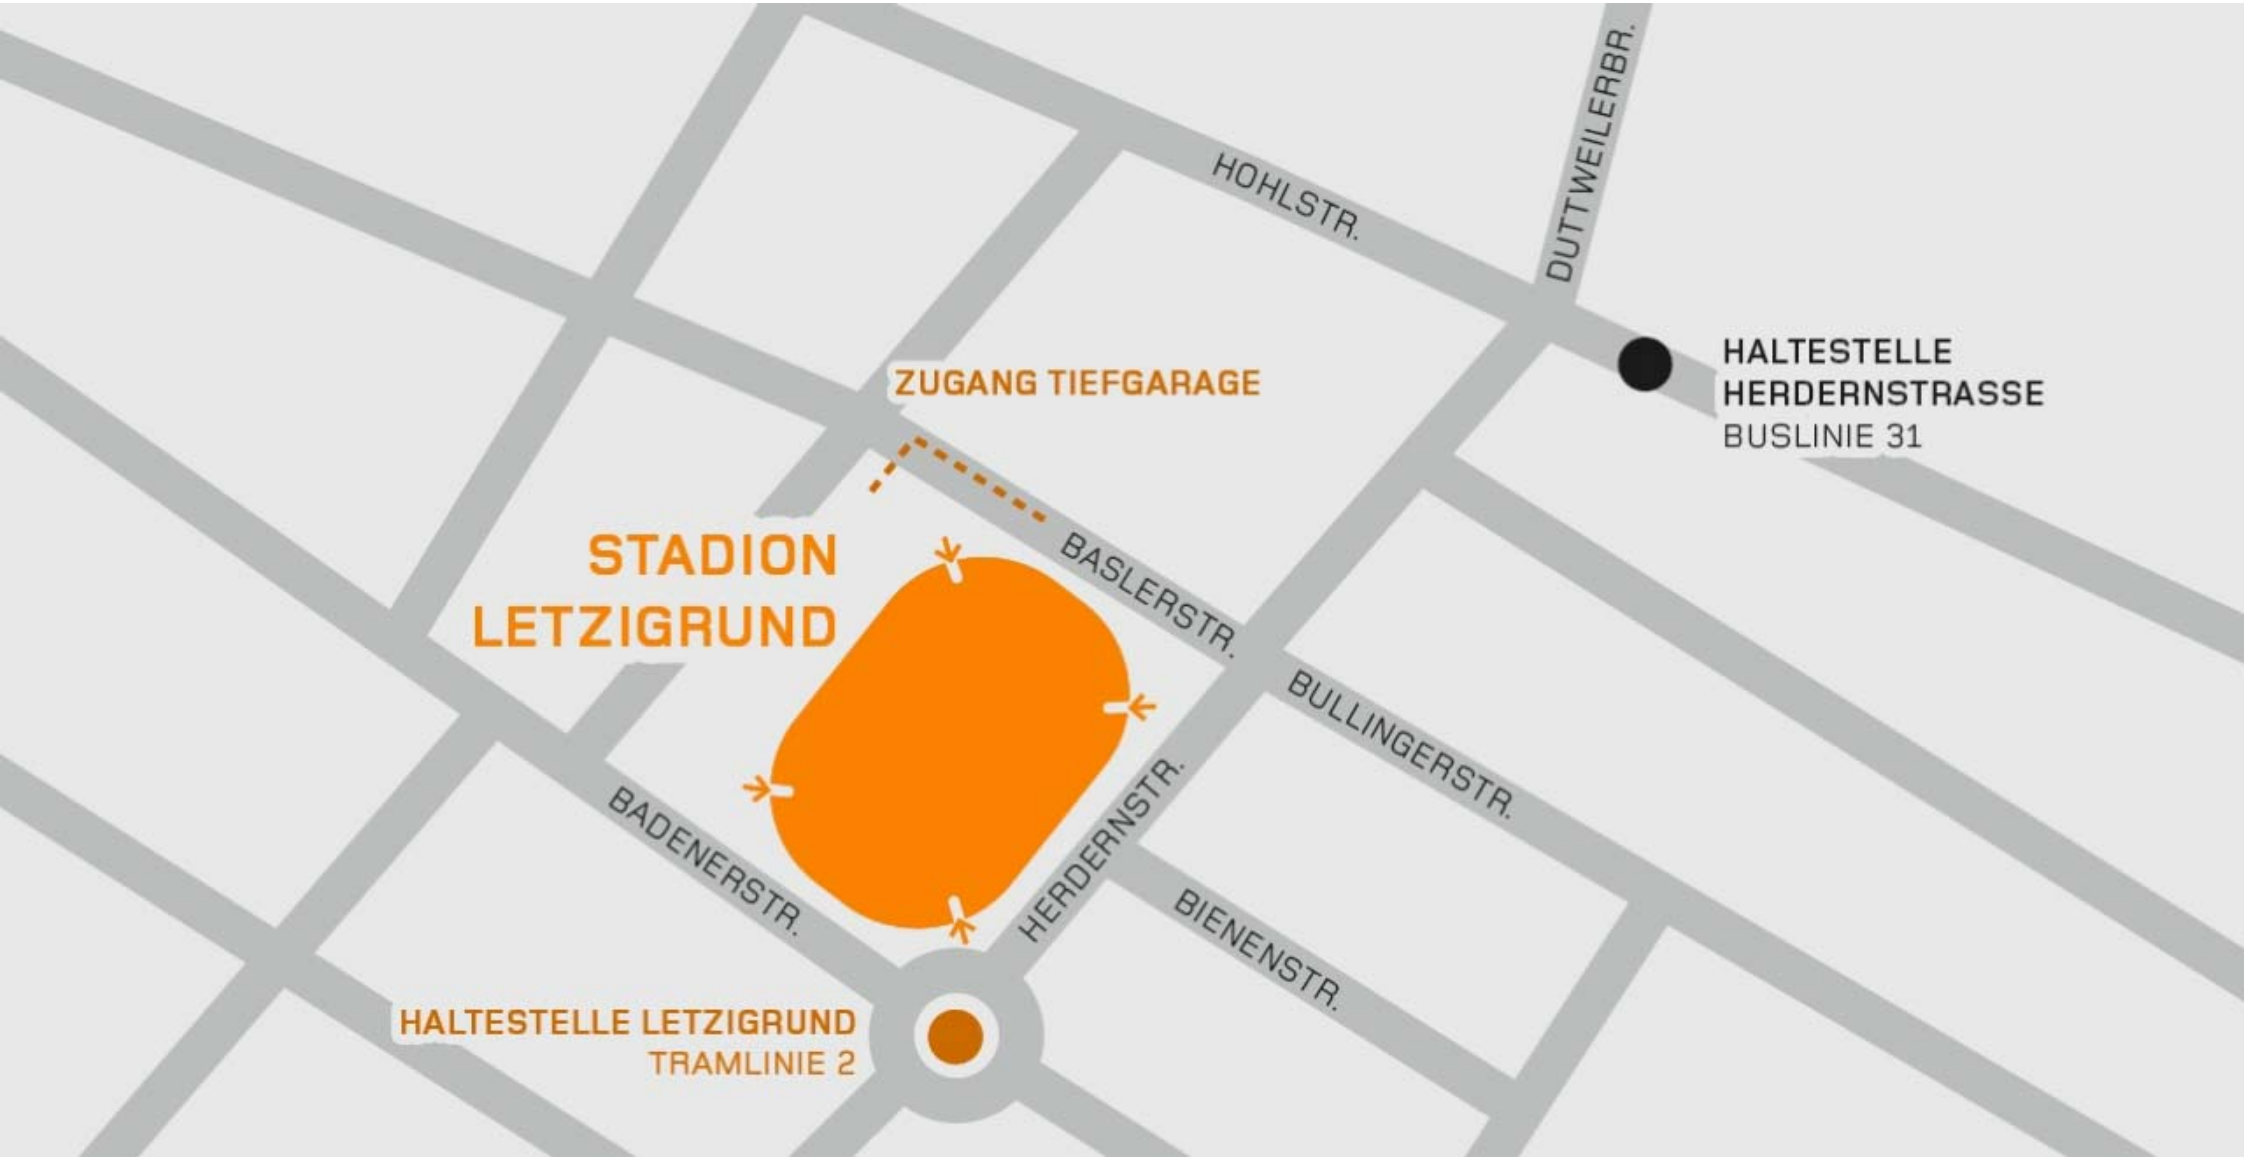 DUTTWEILERBR.
HOHLSTR.
HALTESTELLE
HERDERNSTRASSE
BUSLINIE 31
ZUGANG TIEFGARAGE
STADION
LETZIGRUND
BASLERSTR.
BULLINGERSTR.
HERDERNSTR.
BADENERSTR.
BIENENSTR.
HALTESTELLE LETZIGRUND
TRAMLINIE 2